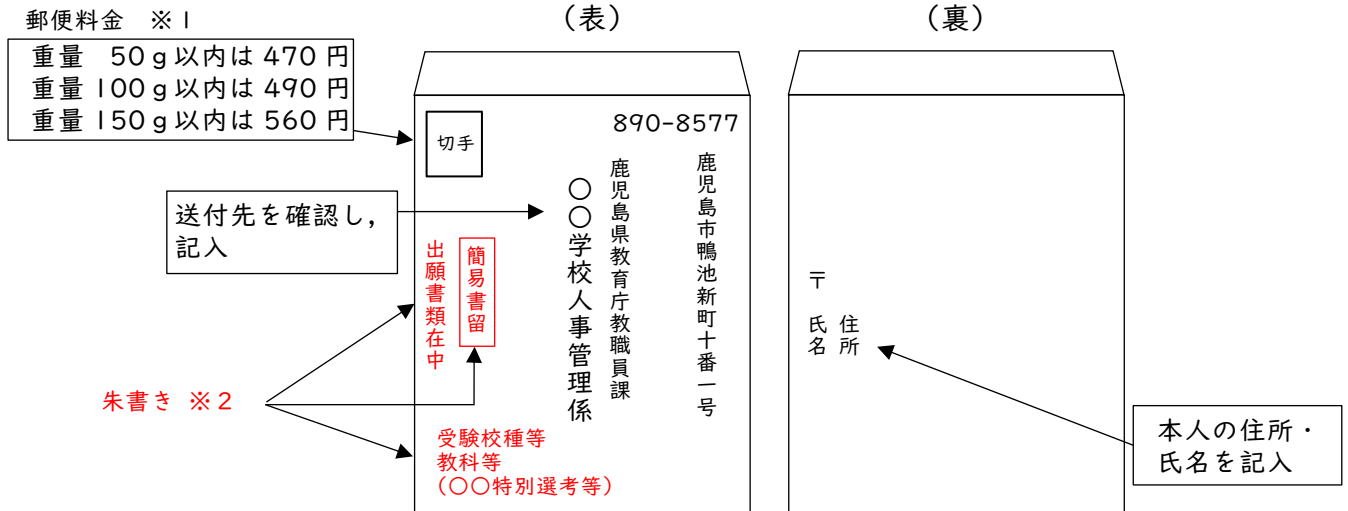 郵便料金　※１
重量　50ｇ以内は 470 円
重量 100ｇ以内は 490 円
重量 150ｇ以内は 560 円
（表）
切手
890-8577
鹿児島市鴨池新町十番一号
鹿児島県教育庁教職員課
○○学校人事管理係
簡易書留
出願書類在中
受験校種等
教科等
（○○特別選考等）
送付先を確認し，
記入
朱書き ※２
（裏）
〒
住所
氏名
本人の住所・
氏名を記入